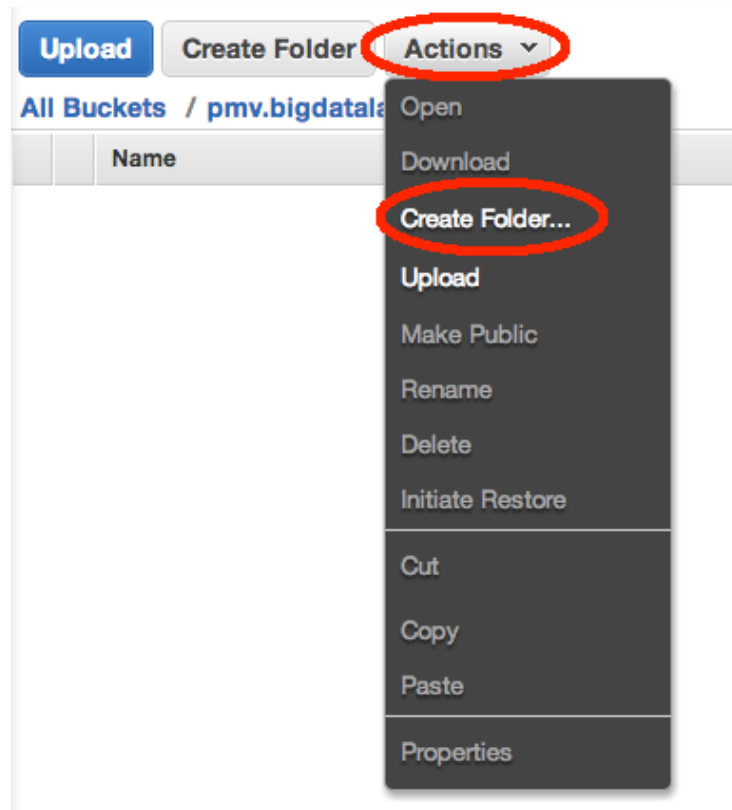 Upload Create Folder Actions
All Buckets / pmv.bigdatala
Name
Open
Download
Create Folder...
Upload
Make Public
Rename
Delete
Initiate Restore
Cut
Copy
Paste
Properties